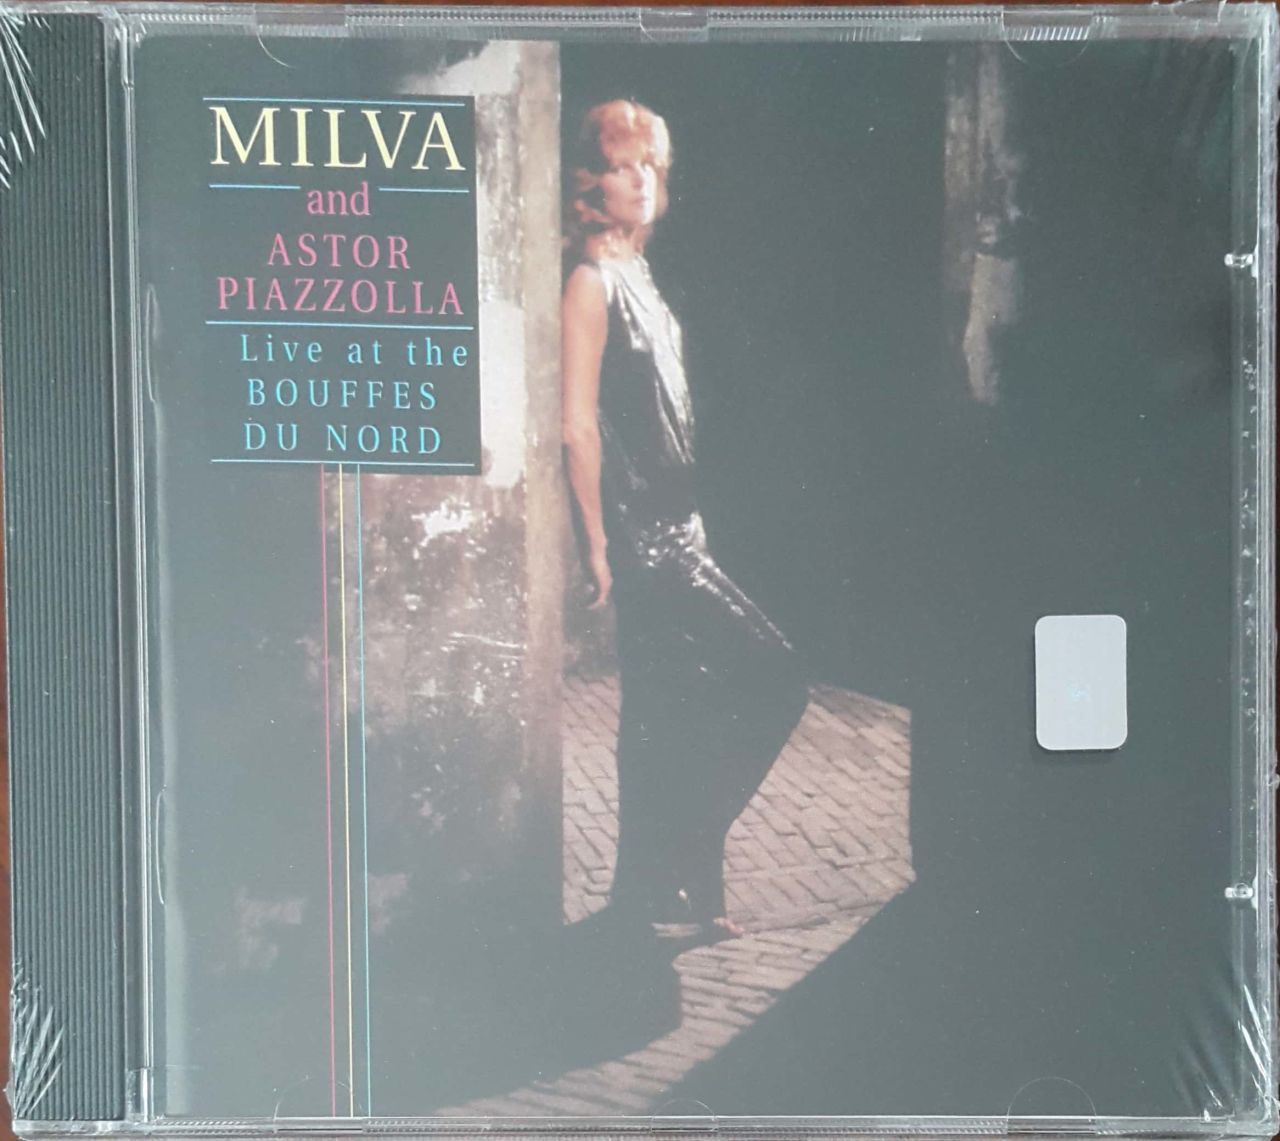 MILVA
and
ASTOR
PIAZZOLLA
Live at the
BOUFFES
DU NORD